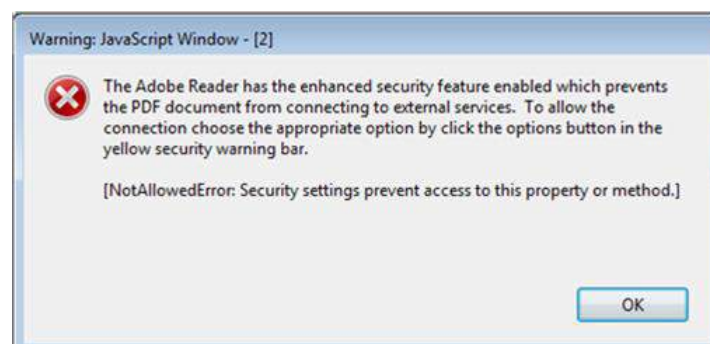 Warning: JavaScript Window - [2]
The Adobe Reader has the enhanced security feature enabled which prevents
the PDF document from connecting to external services. To allow the
connection choose the appropriate option by click the options button in the
yellow security warning bar.
[NotAllowedError: Security settings prevent access to this property or method.]
OK